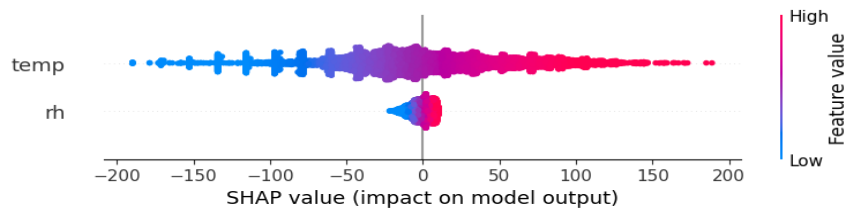 High
temp
rh
Feature value
Low
−200 −150 −100 −50 0 50 100 150 200
SHAP value (impact on model output)